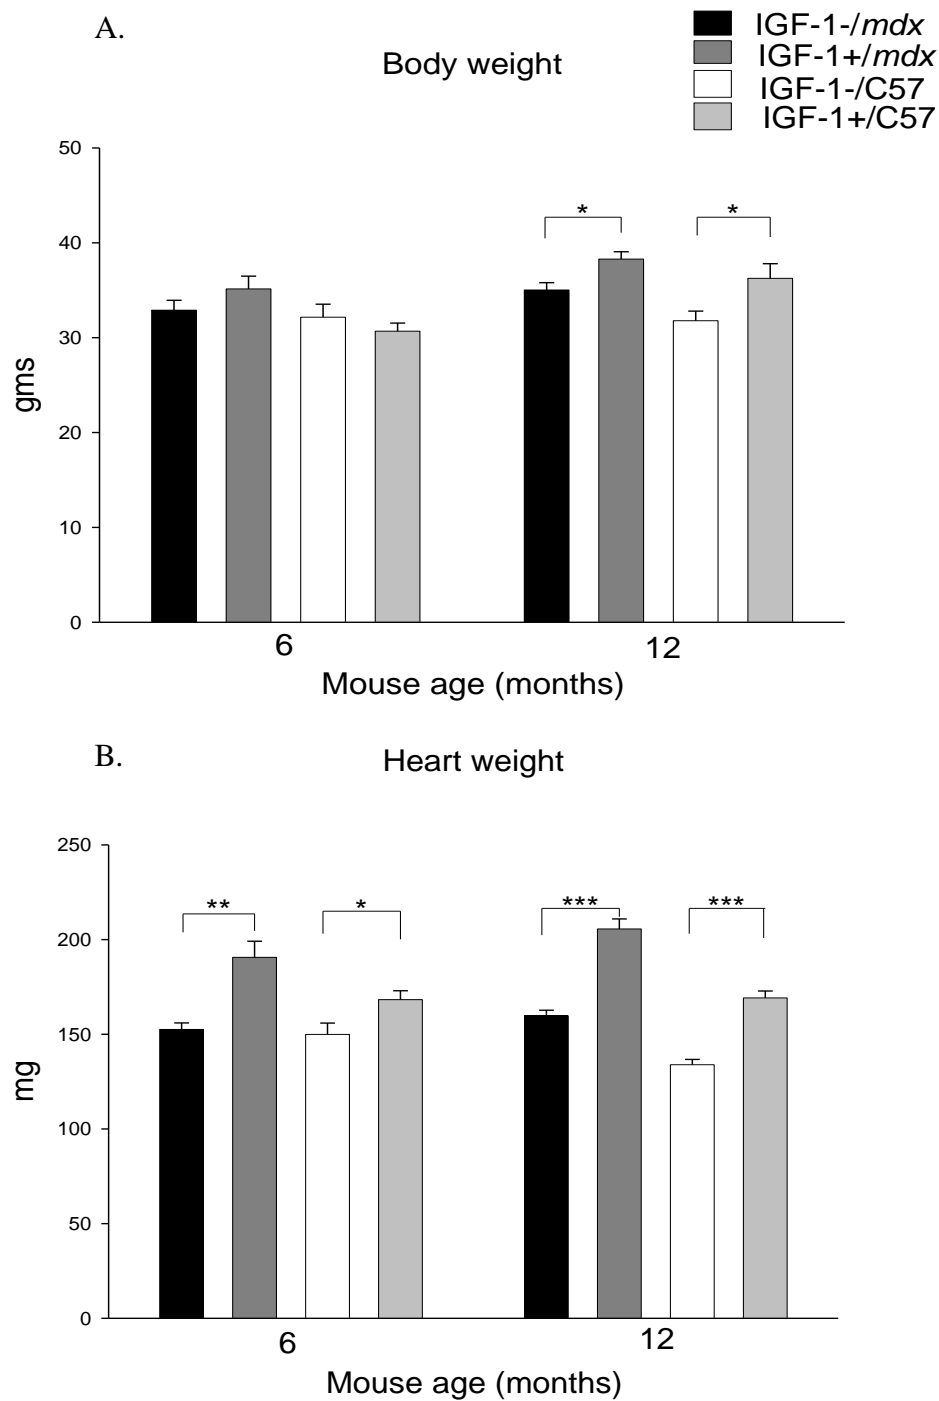 A.
Body weight
IGF-1-/mdx
IGF-1+/mdx
IGF-1-/C57
IGF-1+/C57
50
40
30
20
10
0
gms
* *
6 12
Mouse age (months)
B.
Heart weight
250
200
150
100
50
0
mg
** * *** ***
6 12
Mouse age (months)